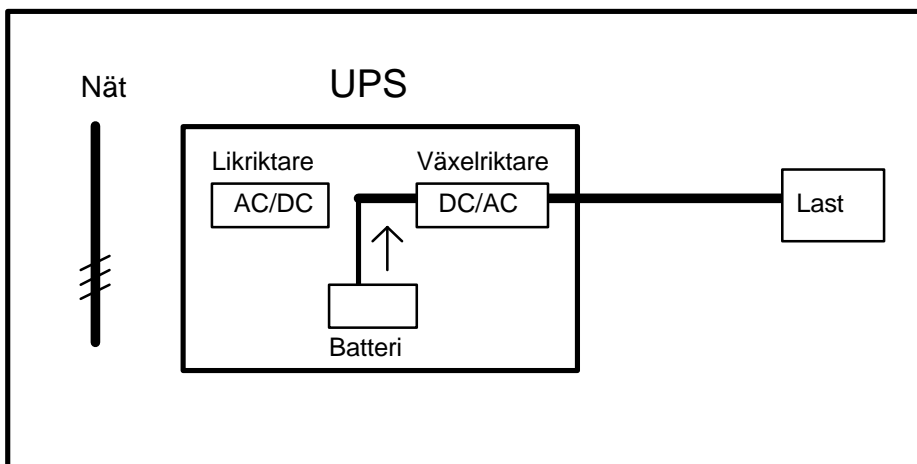 Nät
UPS
Likriktare
Växelriktare
AC/DC
DC/AC
Last
Batteri